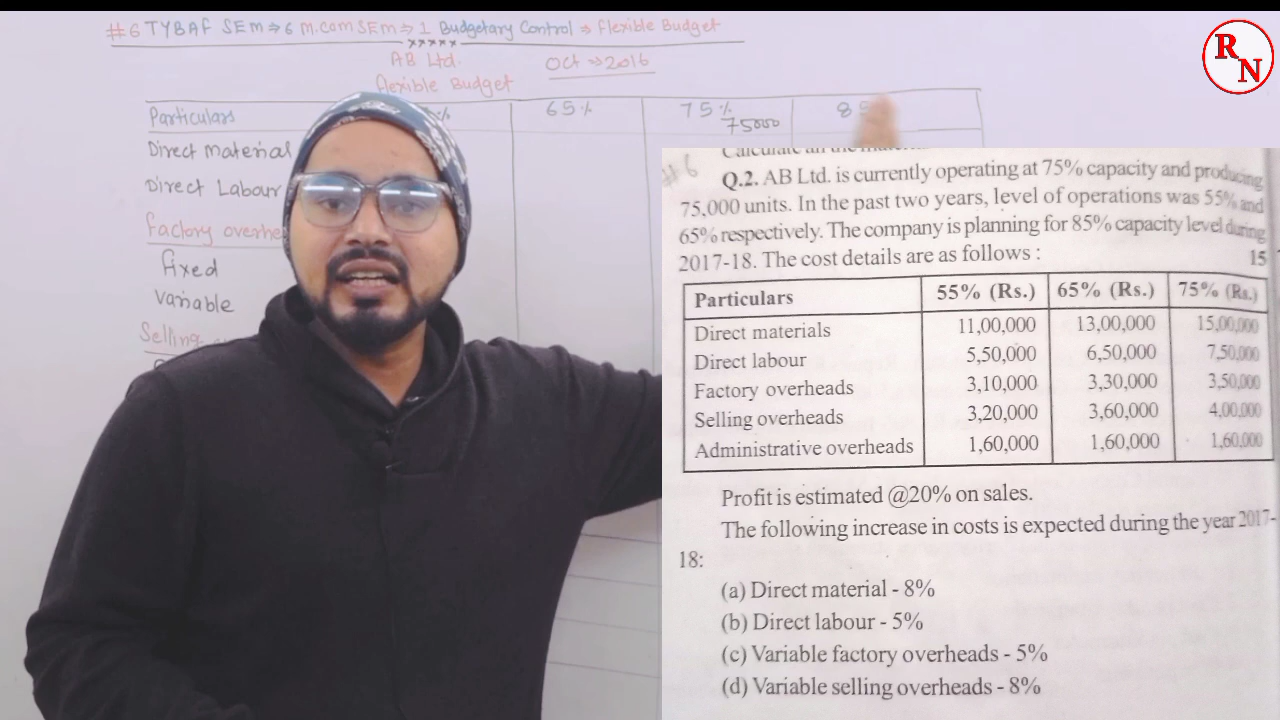 #6 TYBAF SEM ⇒ 6 M.com SEM ⇒ 1 Budgetary Control ⇒ Flexible Budget
×××××
AB Ltd. Oct ⇒ 2016
flexible Budget
Particulars % 65% 75% 8
75000
Direct material
Direct Labour
factory overhe
fixed
Variable
Selling
R
N
#6
Q.2. AB Ltd. is currently operating at 75% capacity and producing
75,000 units. In the past two years, level of operations was 55% and
65% respectively. The company is planning for 85% capacity level during
2017-18. The cost details are as follows : 15
Particulars 55% (Rs.) 65% (Rs.) 75% (Rs.)
Direct materials 11,00,000 13,00,000 15,00,000
Direct labour 5,50,000 6,50,000 7,50,000
Factory overheads 3,10,000 3,30,000 3,50,000
Selling overheads 3,20,000 3,60,000 4,00,000
Administrative overheads 1,60,000 1,60,000 1,60,000
Profit is estimated @20% on sales.
The following increase in costs is expected during the year 2017-
18:
(a) Direct material - 8%
(b) Direct labour - 5%
(c) Variable factory overheads - 5%
(d) Variable selling overheads - 8%